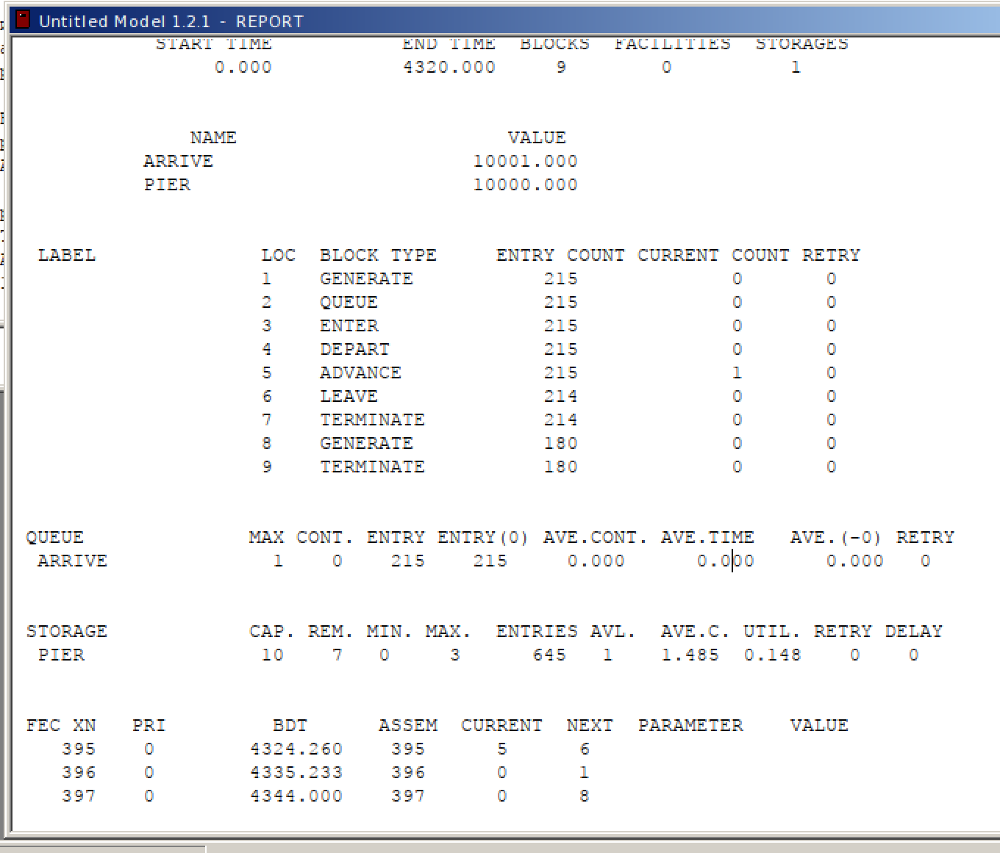 Untitled Model 1.2.1 - REPORT
START TIME END TIME BLOCKS FACILITIES STORAGES
0.000 4320.000 9 0 1
NAME VALUE
ARRIVE 10001.000
PIER 10000.000
LABEL LOC BLOCK TYPE ENTRY COUNT CURRENT COUNT RETRY
1 GENERATE 215 0 0
2 QUEUE 215 0 0
3 ENTER 215 0 0
4 DEPART 215 0 0
5 ADVANCE 215 1 0
6 LEAVE 214 0 0
7 TERMINATE 214 0 0
8 GENERATE 180 0 0
9 TERMINATE 180 0 0
QUEUE MAX CONT. ENTRY ENTRY(0) AVE.CONT. AVE.TIME AVE.(-0) RETRY
ARRIVE 1 0 215 215 0.000 0.000 0.000 0
STORAGE CAP. REM. MIN. MAX. ENTRIES AVL. AVE.C. UTIL. RETRY DELAY
PIER 10 7 0 3 645 1 1.485 0.148 0 0
FEC XN PRI BDT ASSEM CURRENT NEXT PARAMETER VALUE
395 0 4324.260 395 5 6
396 0 4335.233 396 0 1
397 0 4344.000 397 0 8